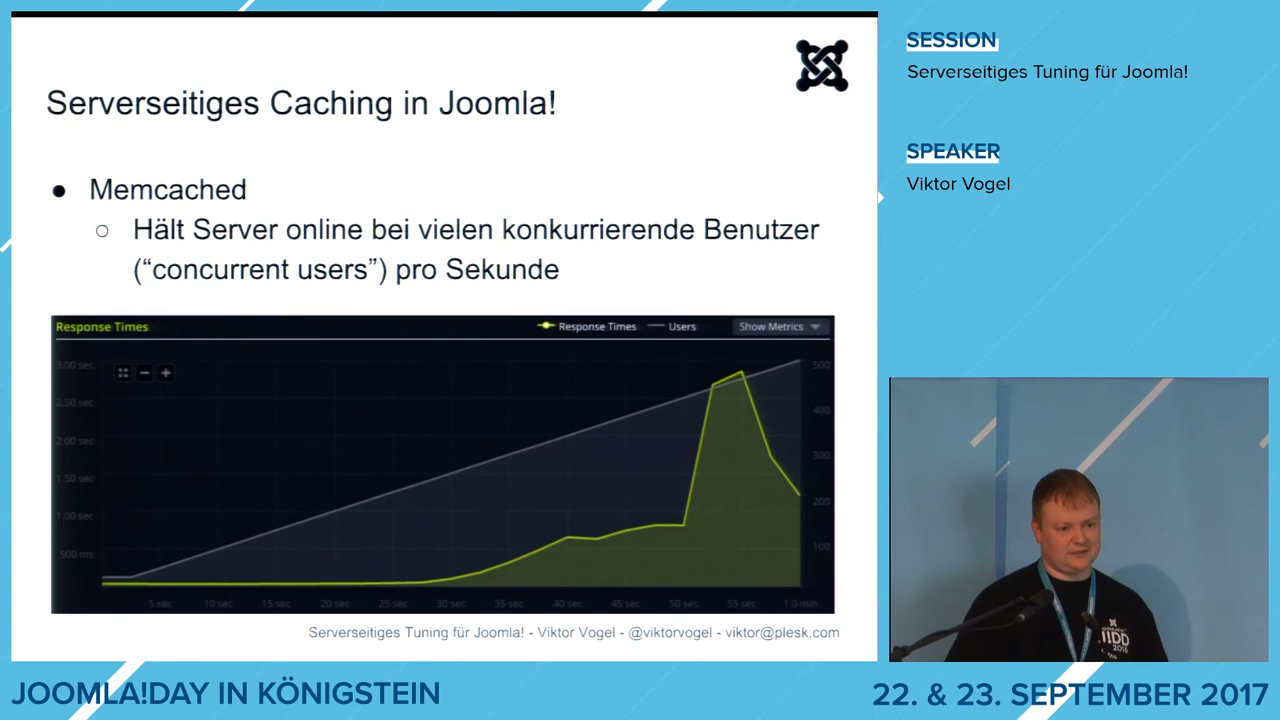 Serverseitiges Caching in Joomla!
● Memcached
○ Hält Server online bei vielen konkurrierende Benutzer
(“concurrent users”) pro Sekunde
Response Times
Response Times
Users
Show Metrics
3.00 sec
2.50 sec
2.00 sec
1.50 sec
1.00 sec
500 ms
500
400
300
200
100
5 sec
10 sec
15 sec
20 sec
25 sec
30 sec
35 sec
40 sec
45 sec
50 sec
55 sec
1.0 min
Serverseitiges Tuning für Joomla! - Viktor Vogel - @viktorvogel - viktor@plesk.com
SESSION
Serverseitiges Tuning für Joomla!
SPEAKER
Viktor Vogel
2016
JOOMLA!DAY IN KÖNIGSTEIN
22. & 23. SEPTEMBER 2017